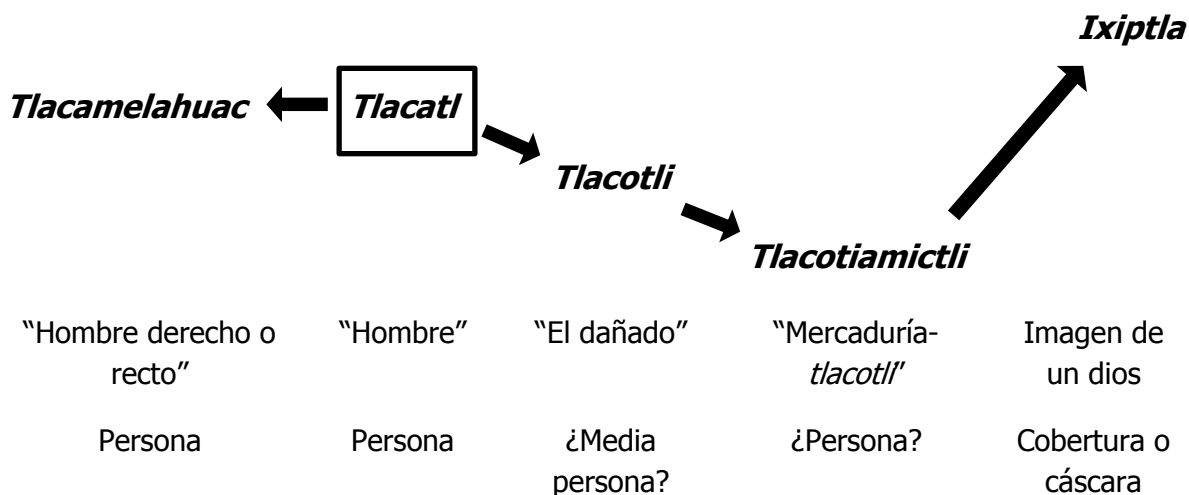 Ixiptla
Tlacamelahuac
Tlacatl
Tlacotli
Tlacotiamictli
“Hombre derecho o
recto”
“Hombre”
“El dañado”
“Mercaduría-
tlacotli”
Imagen de
un dios
Persona
Persona
¿Media
persona?
¿Persona?
Cobertura o
cáscara